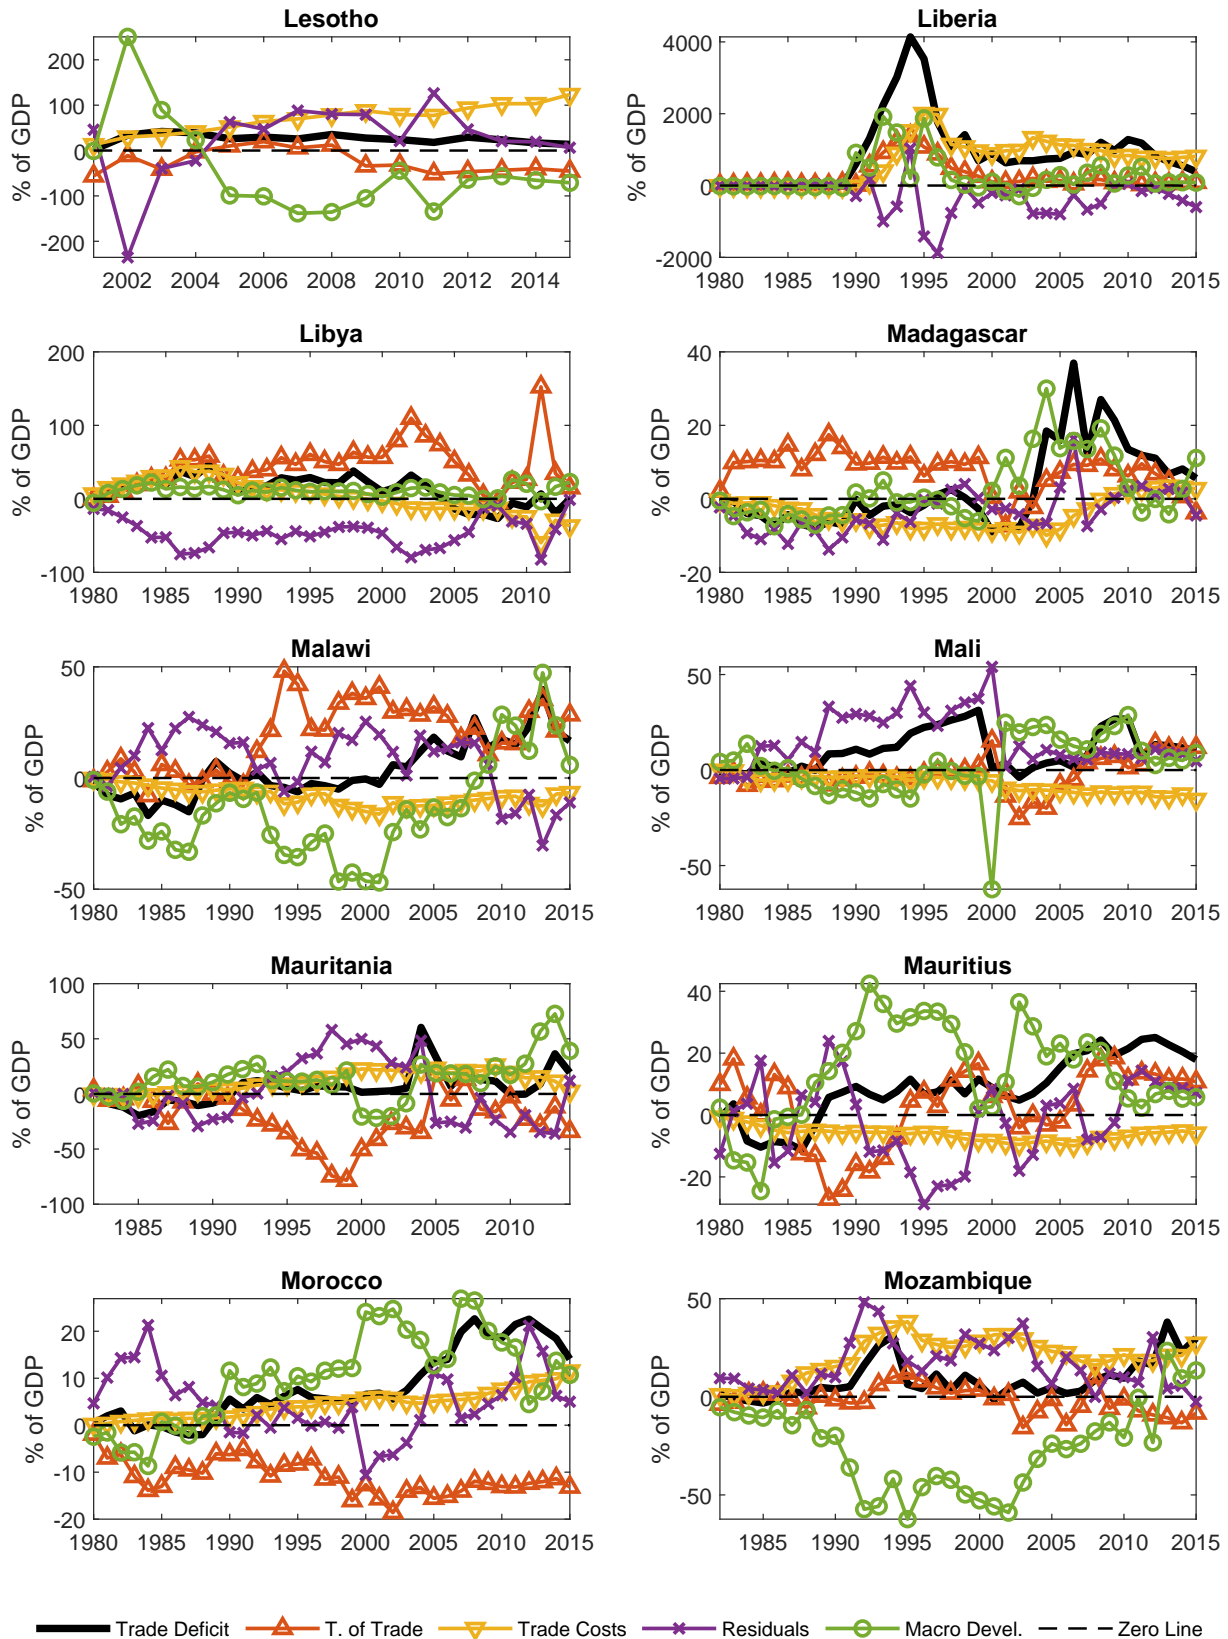 Lesotho
% of GDP
200
100
0
-100
-200
2002 2004 2006 2008 2010 2012 2014
Liberia
% of GDP
4000
2000
0
-2000
1980 1985 1990 1995 2000 2005 2010 2015
Libya
% of GDP
200
100
0
-100
1980 1985 1990 1995 2000 2005 2010
Madagascar
% of GDP
40
20
0
-20
1980 1985 1990 1995 2000 2005 2010 2015
Malawi
% of GDP
50
0
-50
1980 1985 1990 1995 2000 2005 2010 2015
Mali
% of GDP
50
0
-50
1980 1985 1990 1995 2000 2005 2010 2015
Mauritania
% of GDP
100
50
0
-50
-100
1985 1990 1995 2000 2005 2010
Mauritius
% of GDP
40
20
0
-20
1980 1985 1990 1995 2000 2005 2010 2015
Morocco
% of GDP
20
10
0
-10
-20
1980 1985 1990 1995 2000 2005 2010 2015
Mozambique
% of GDP
50
0
-50
1985 1990 1995 2000 2005 2010 2015
Trade Deficit T. of Trade Trade Costs Residuals Macro Devel. Zero Line